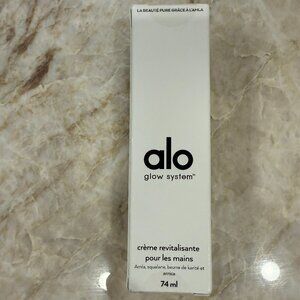 LA BEAUTÉ PURE GRÂCE À L'AMLA
alo
glow system™
crème revitalisante
pour les mains
Amla, squalane, beurre de karité et
arnica
74 ml